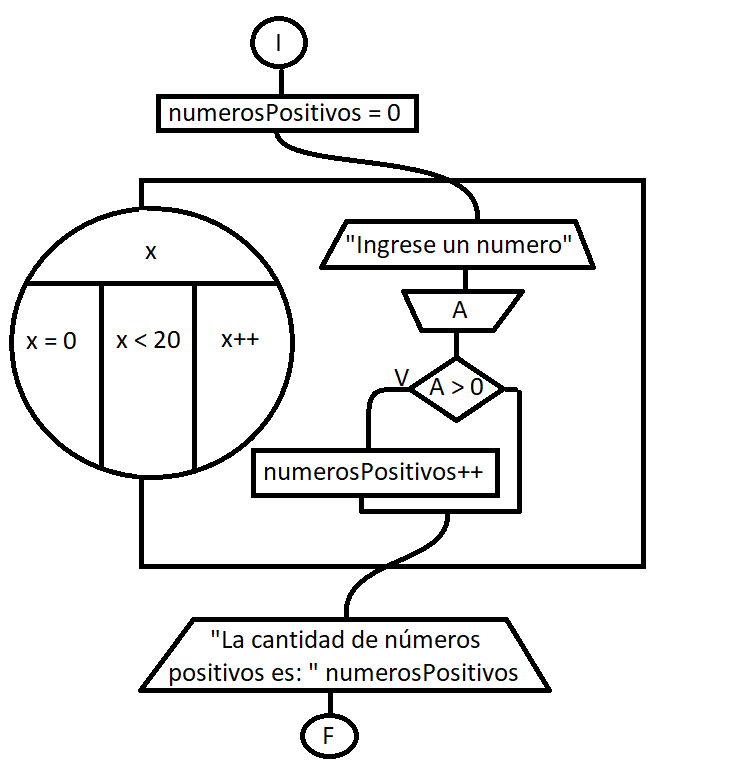 I
numerosPositivos = 0
x
x = 0
x < 20
x++
"Ingrese un numero"
A
V
A > 0
numerosPositivos++
"La cantidad de números
positivos es: " numerosPositivos
F